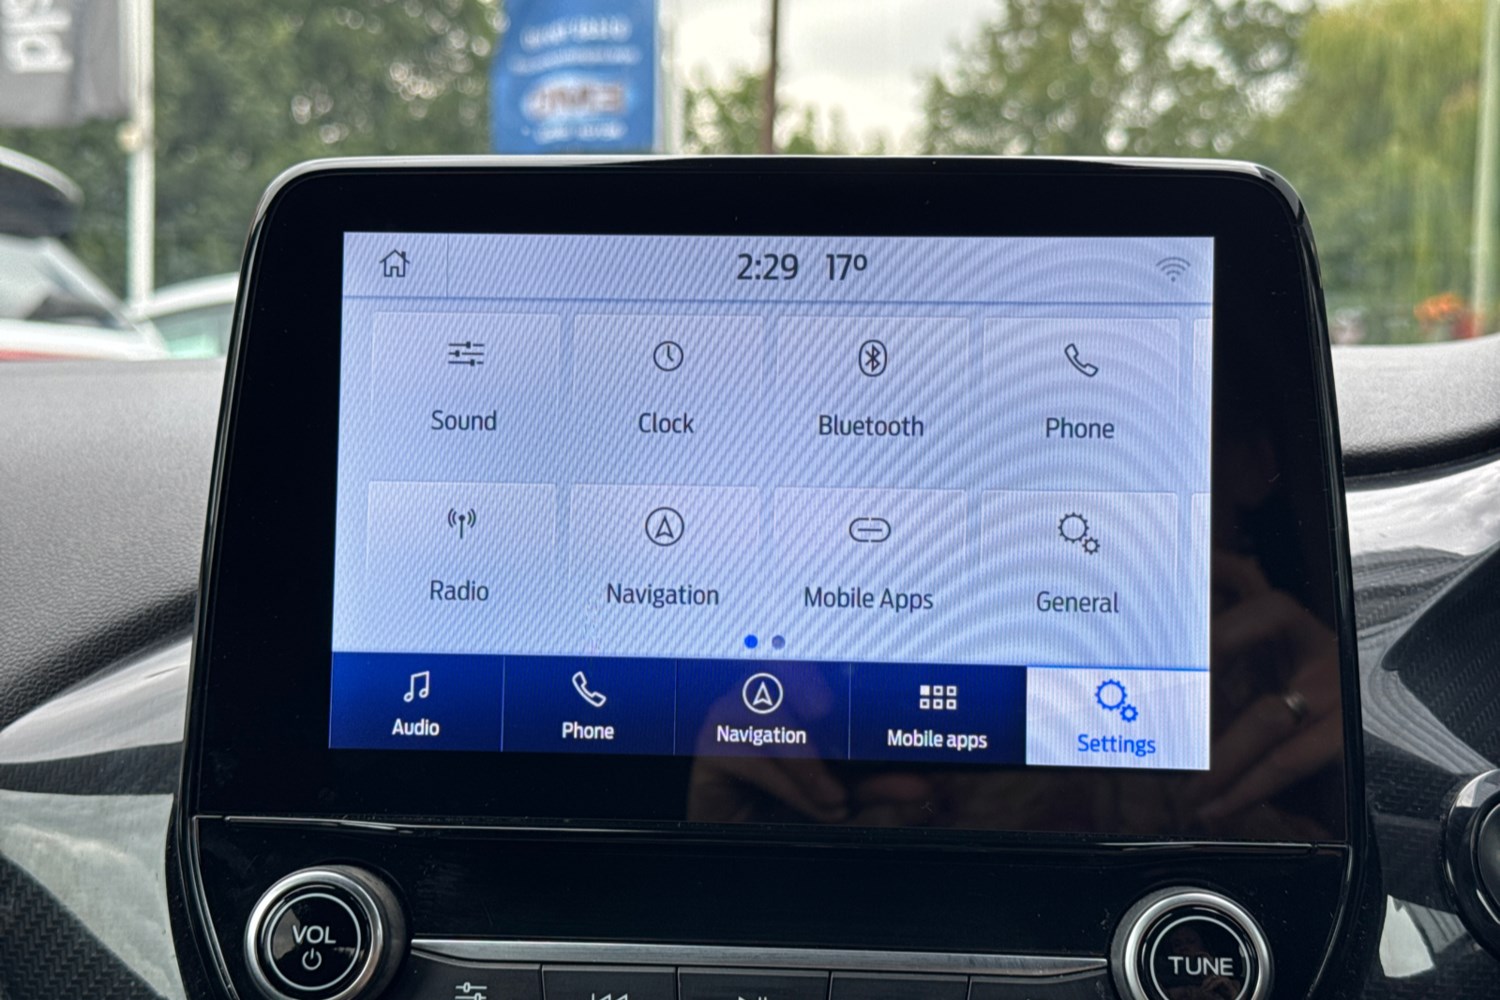 2:29 17º
Sound Clock Bluetooth Phone
Radio Navigation Mobile Apps General
Audio Phone Navigation Mobile apps Settings
VOL TUNE